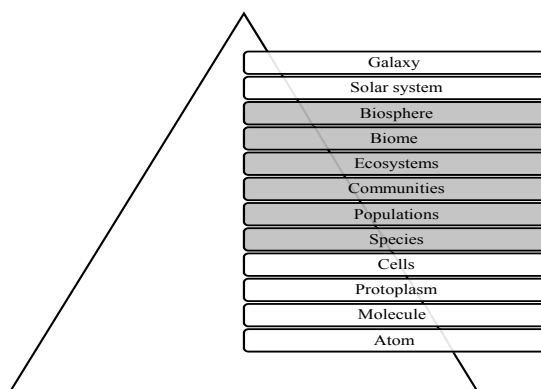 Galaxy
Solar system
Biosphere
Biome
Ecosystems
Communities
Populations
Species
Cells
Protoplasm
Molecule
Atom